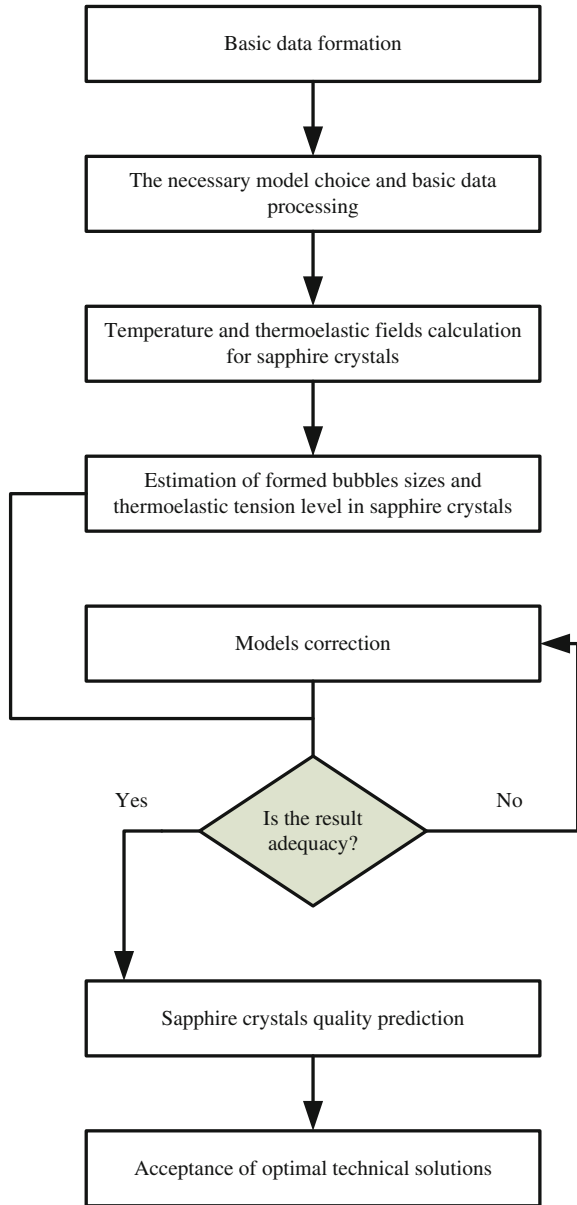 Basic data formation
The necessary model choice and basic data
processing
Temperature and thermoelastic fields calculation
for sapphire crystals
Estimation of formed bubbles sizes and
thermoelastic tension level in sapphire crystals
Models correction
Yes
No
Is the result
adequacy?
Sapphire crystals quality prediction
Acceptance of optimal technical solutions